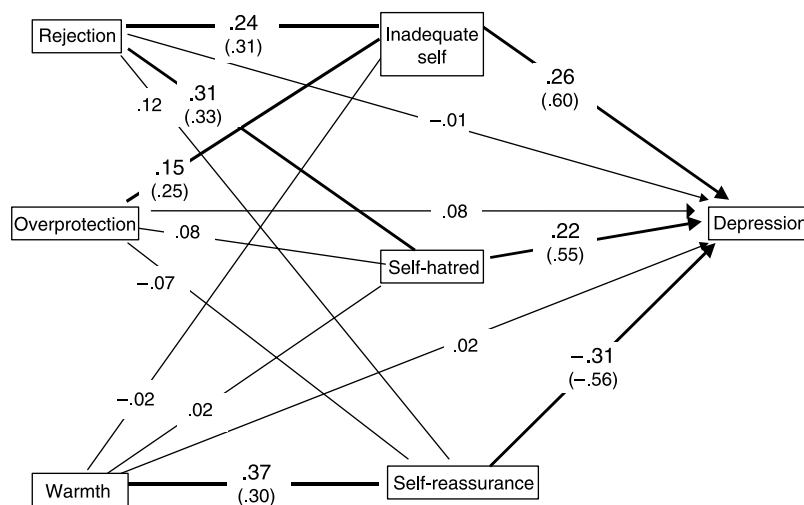 Rejection
.24
(.31)
Inadequate
self
.12
.31
(.33)
.26
(.60)
–.01
.15
(.25)
Overprotection
.08
Depression
.08
Self-hatred
.22
(.55)
–.07
–.02
.02
.02
–.31
(–.56)
Warmth
.37
(.30)
Self-reassurance